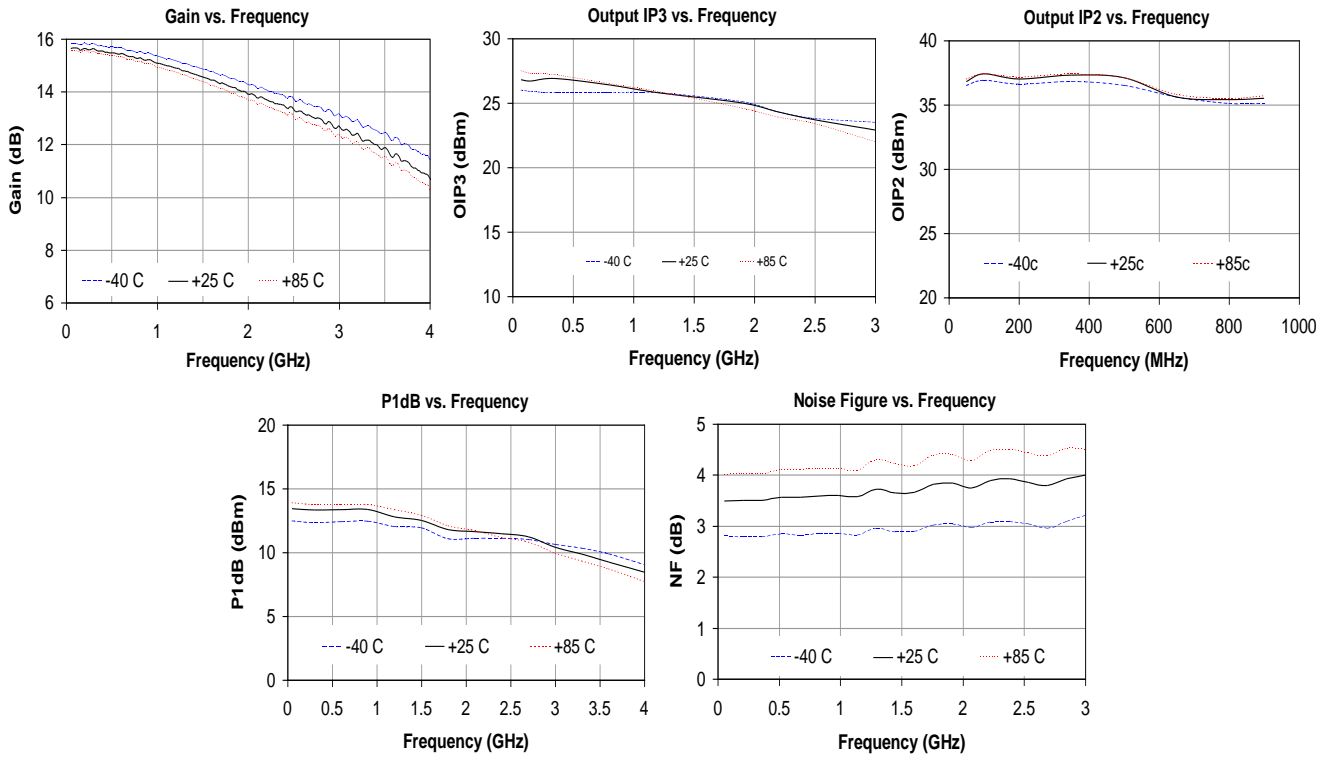 Gain vs. Frequency
16
14
12
10
8
6
Gain (dB)
-40 C
+25 C
+85 C
0
1
2
3
4
Frequency (GHz)
Output IP3 vs. Frequency
30
25
20
15
10
OIP3 (dBm)
-40 C
+25 C
+85 C
0
0.5
1
1.5
2
2.5
3
Frequency (GHz)
Output IP2 vs. Frequency
40
35
30
25
20
OIP2 (dBm)
-40c
+25c
+85c
0
200
400
600
800
1000
Frequency (MHz)
P1dB vs. Frequency
20
15
10
5
0
P1dB (dBm)
-40 C
+25 C
+85 C
0
0.5
1
1.5
2
2.5
3
3.5
4
Frequency (GHz)
Noise Figure vs. Frequency
5
4
3
2
1
0
NF (dB)
-40 C
+25 C
+85 C
0
0.5
1
1.5
2
2.5
3
Frequency (GHz)